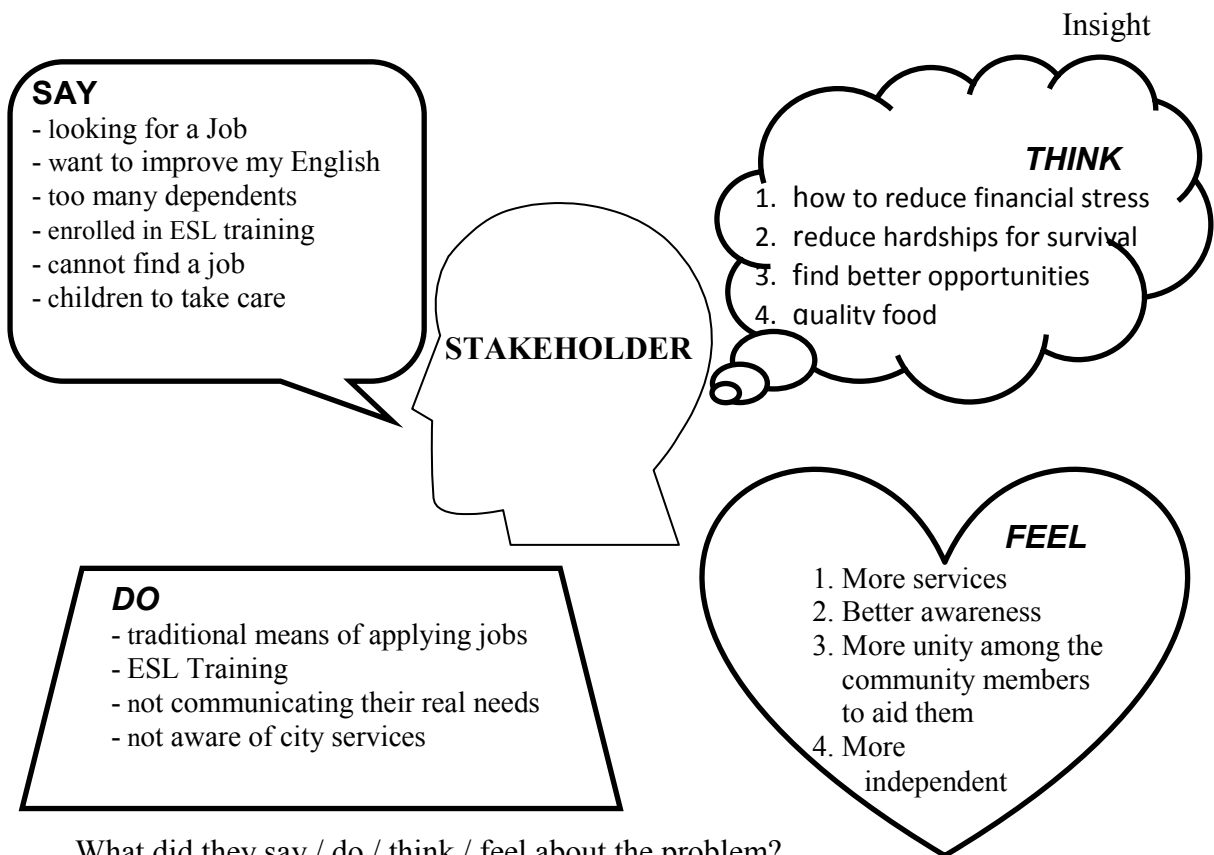 Insight
SAY
- looking for a Job
- want to improve my English
- too many dependents
- enrolled in ESL training
- cannot find a job
- children to take care
THINK
1. how to reduce financial stress
2. reduce hardships for survival
3. find better opportunities
4. quality food
STAKEHOLDER
DO
- traditional means of applying jobs
- ESL Training
- not communicating their real needs
- not aware of city services
FEEL
1. More services
2. Better awareness
3. More unity among the
community members
to aid them
4. More
independent
What did they say / do / think / feel about the problem?